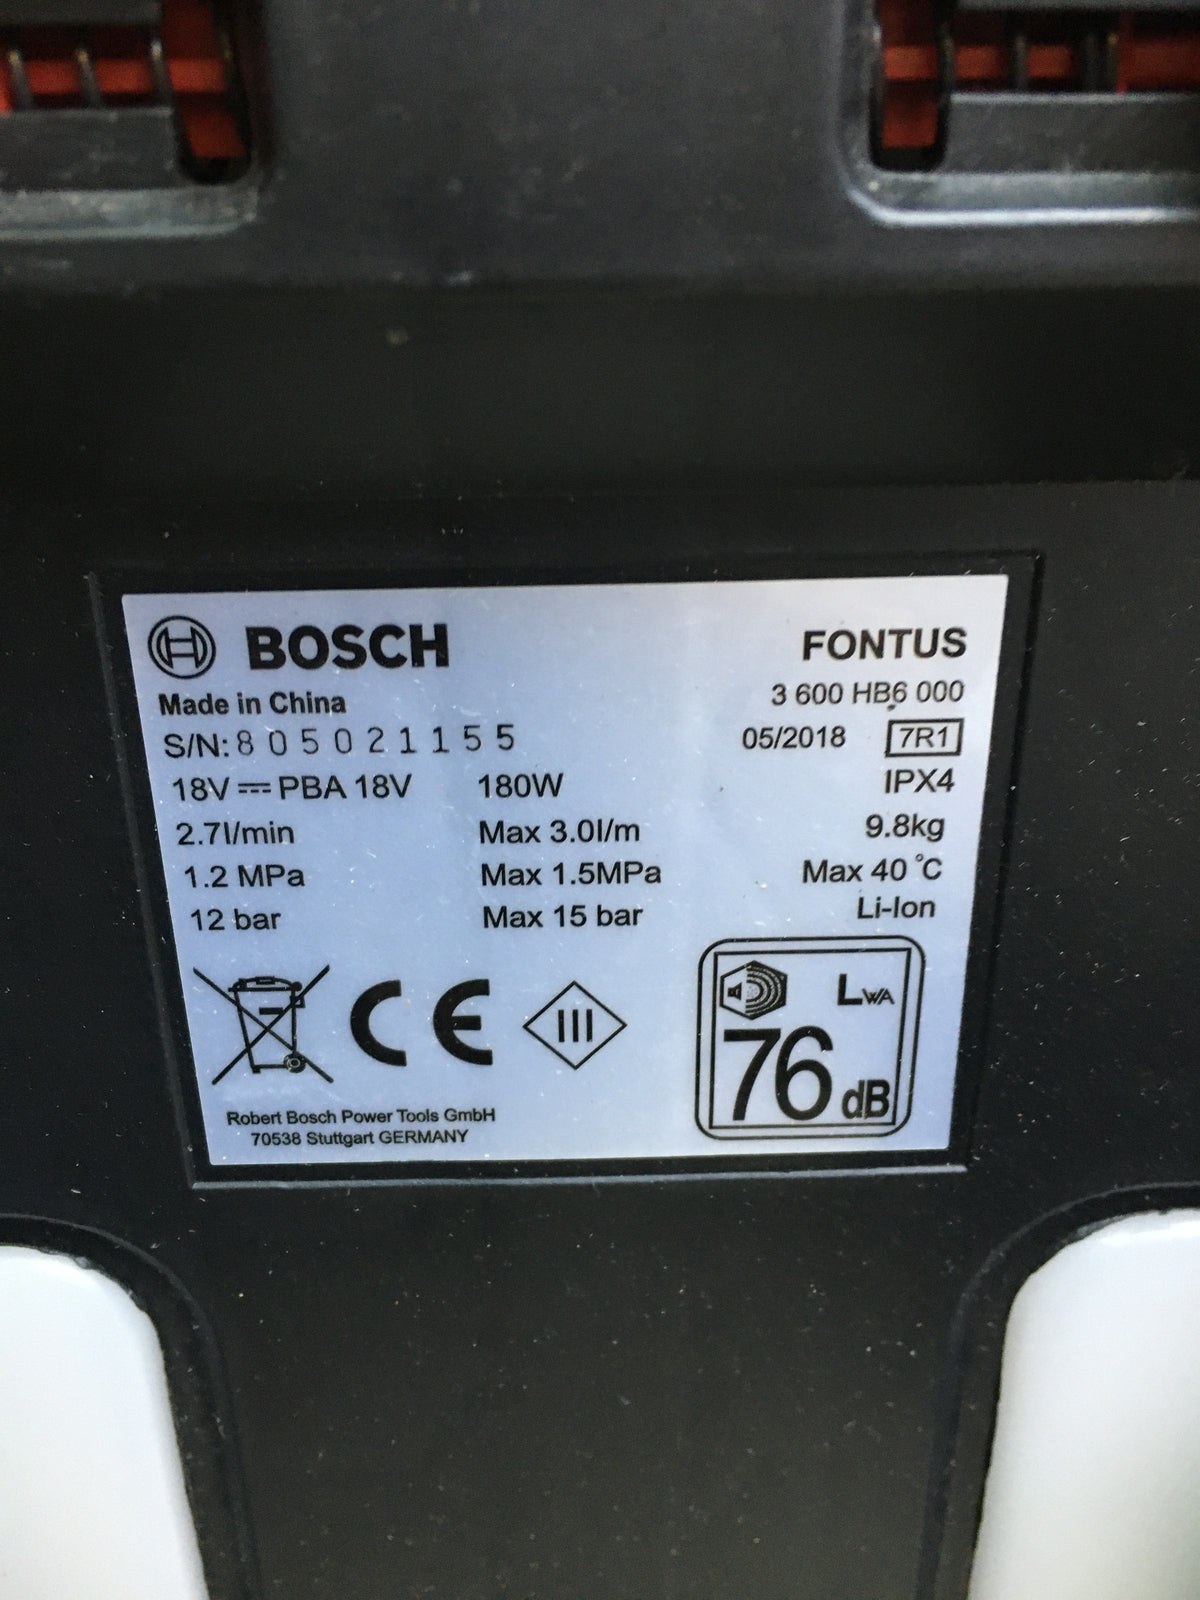 BOSCH FONTUS
Made in China 3 600 HB6 000
S/N: 805021155 05/2018 7R1
18V ⎓ PBA 18V 180W IPX4
2.7l/min Max 3.0l/m 9.8kg
1.2 MPa Max 1.5MPa Max 40 °C
12 bar Max 15 bar Li-Ion
CE III LWA
76 dB
Robert Bosch Power Tools GmbH
70538 Stuttgart GERMANY